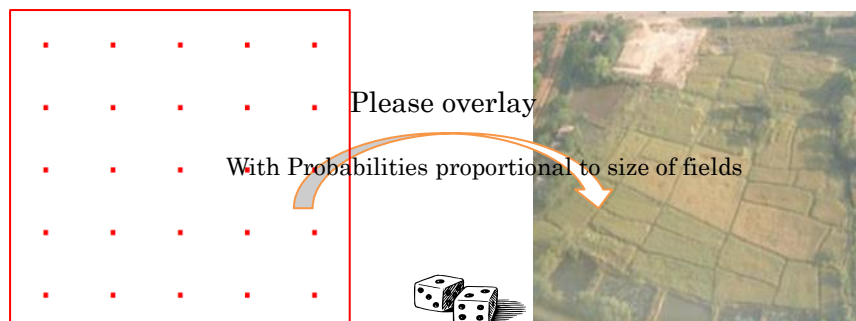 Please overlay
With Probabilities proportional to size of fields